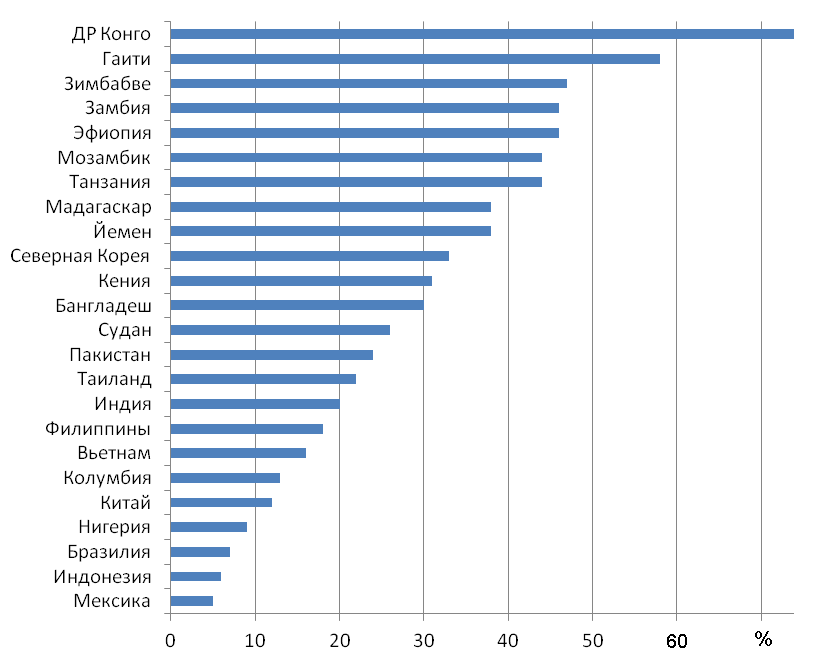 ДР Конго
Гаити
Зимбабве
Замбия
Эфиопия
Мозамбик
Танзания
Мадагаскар
Йемен
Северная Корея
Кения
Бангладеш
Судан
Пакистан
Таиланд
Индия
Филиппины
Вьетнам
Колумбия
Китай
Нигерия
Бразилия
Индонезия
Мексика
0 10 20 30 40 50 60 %